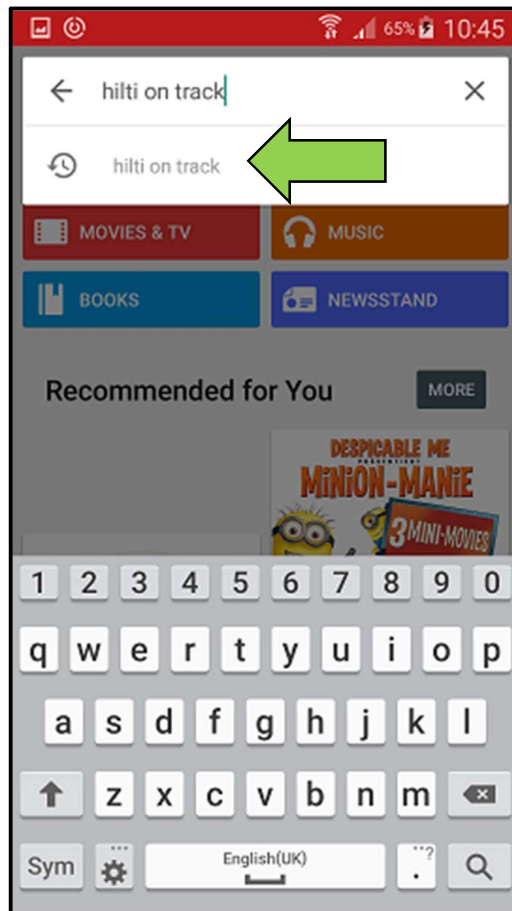 65% 10:45
hilti on track
hilti on track
MOVIES & TV
MUSIC
BOOKS
NEWSSTAND
Recommended for You
MORE
DESPICABLE ME
PRÄSENTIERT
MINION-MANIE
3 MINI-MOVIES
1 2 3 4 5 6 7 8 9 0
q w e r t y u i o p
a s d f g h j k l
z x c v b n m
Sym English(UK) . ?